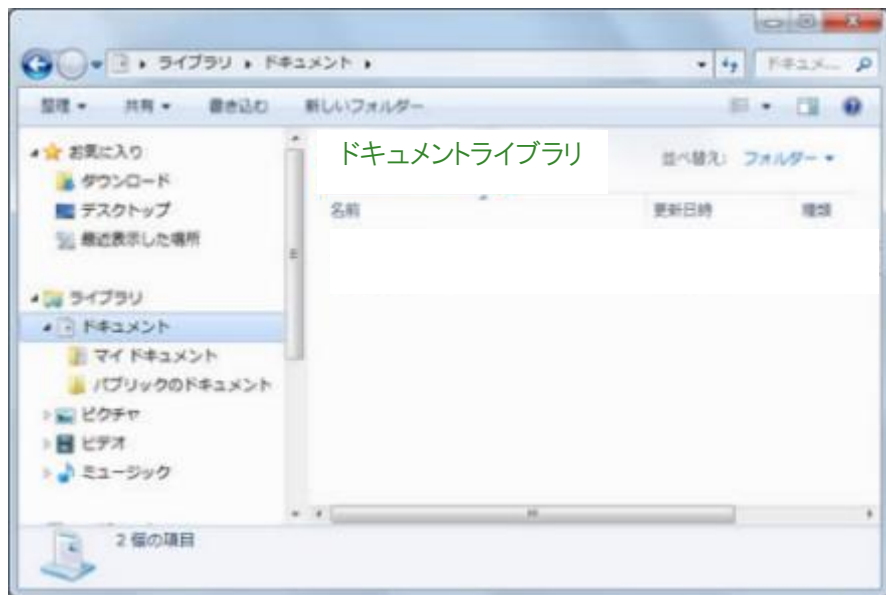 ライブラリ ▸ ドキュメント ▸
ドキュメ...
整理 共有 書き込む 新しいフォルダー
お気に入り
ダウンロード
デスクトップ
最近表示した場所
ライブラリ
ドキュメント
マイ ドキュメント
パブリックのドキュメント
ピクチャ
ビデオ
ミュージック
ドキュメントライブラリ
並べ替え: フォルダー
名前 更新日時 種類
2 個の項目